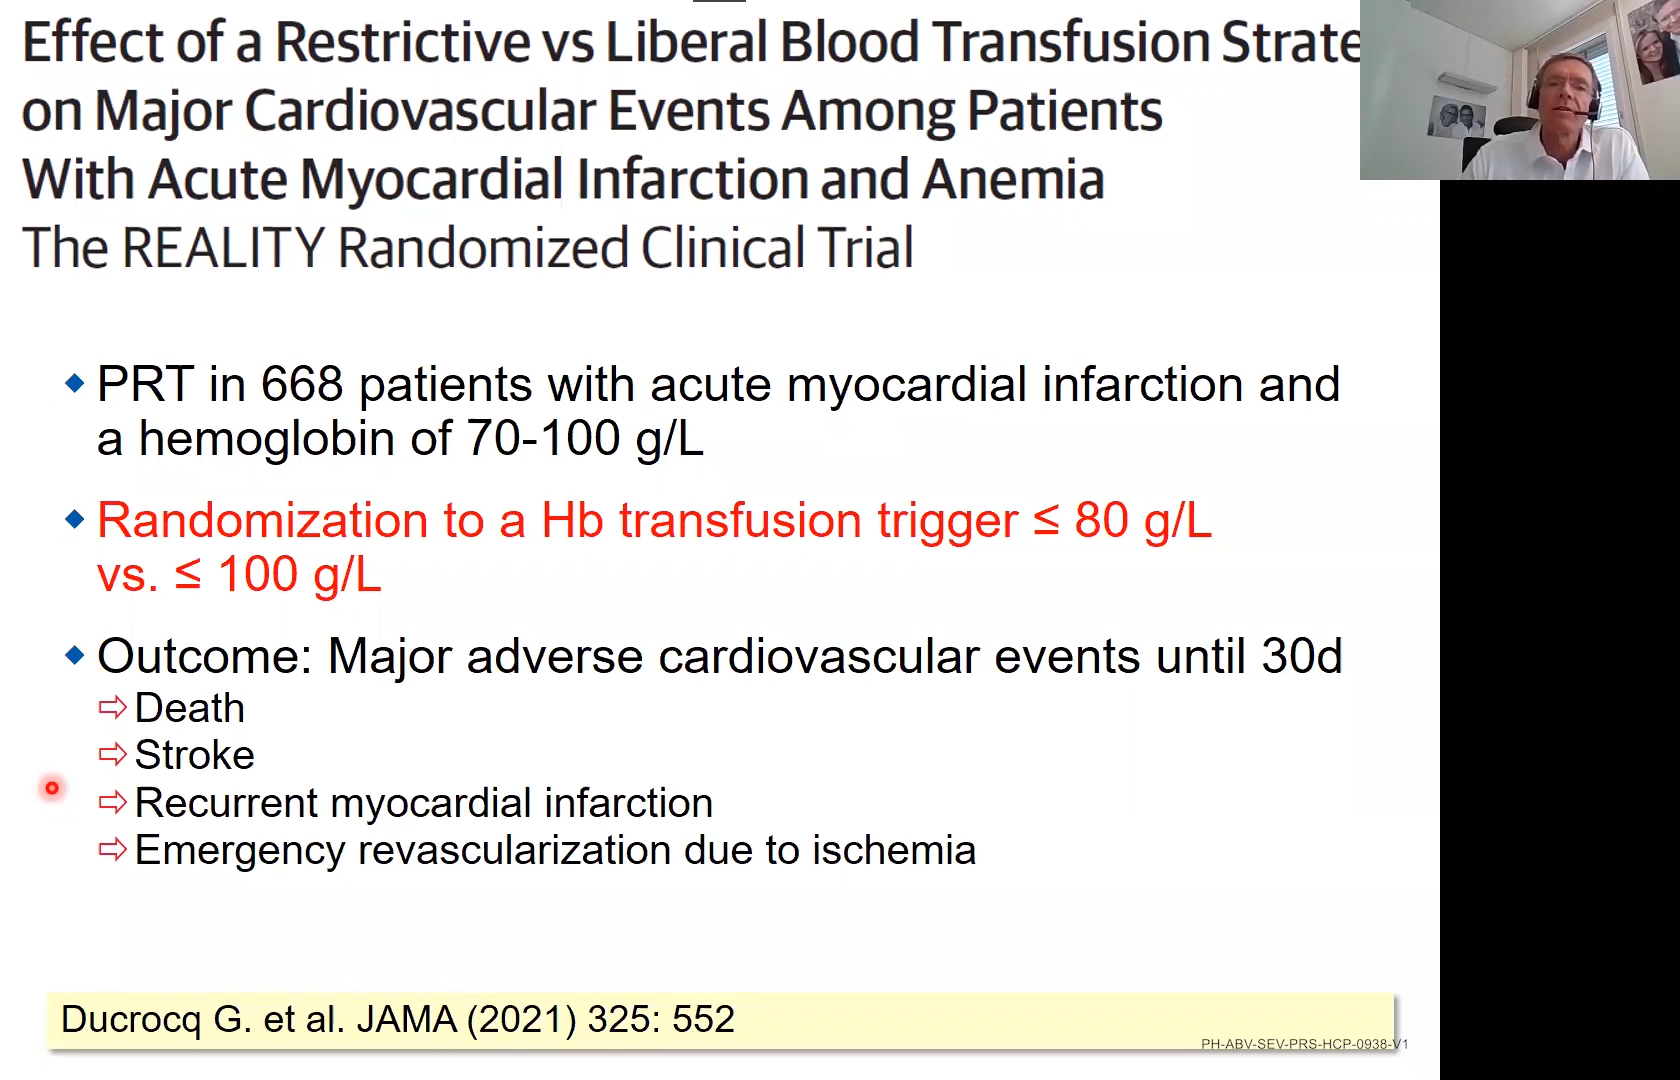 Effect of a Restrictive vs Liberal Blood Transfusion Strate
on Major Cardiovascular Events Among Patients
With Acute Myocardial Infarction and Anemia
The REALITY Randomized Clinical Trial
PRT in 668 patients with acute myocardial infarction and
a hemoglobin of 70-100 g/L
Randomization to a Hb transfusion trigger ≤ 80 g/L
vs. ≤ 100 g/L
Outcome: Major adverse cardiovascular events until 30d
⇨ Death
⇨ Stroke
⇨ Recurrent myocardial infarction
⇨ Emergency revascularization due to ischemia
Ducrocq G. et al. JAMA (2021) 325: 552
PH-ABV-SEV-PRS-HCP-0938-V1